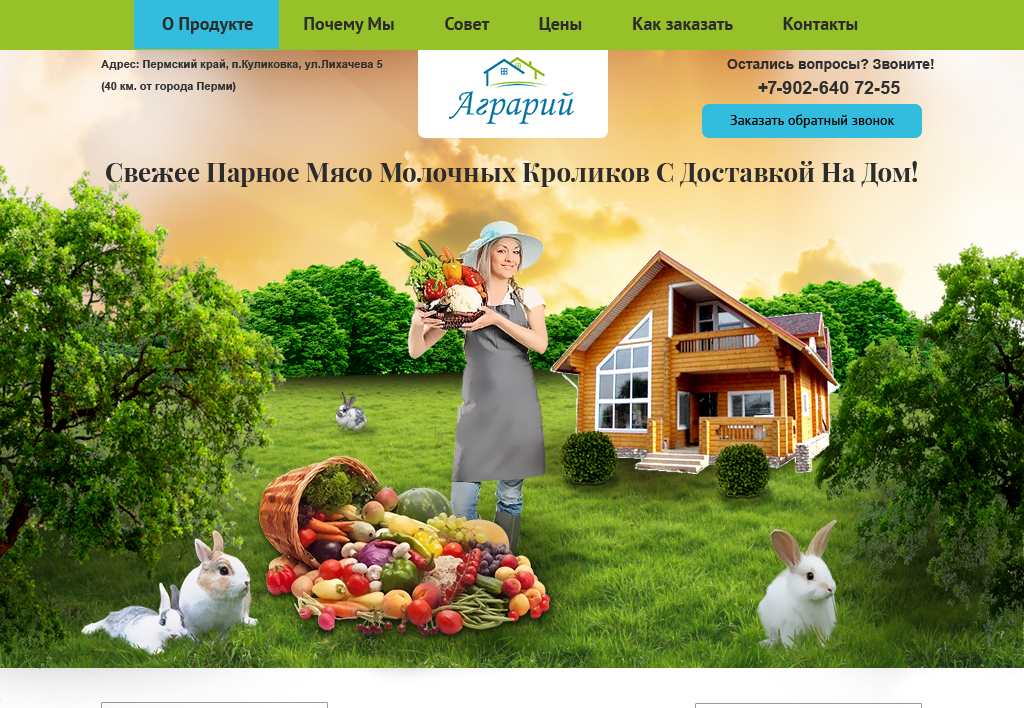 О Продукте
Почему Мы
Совет
Цены
Как заказать
Контакты
Адрес: Пермский край, п.Куликовка, ул.Лихачева 5
(40 км. от города Перми)
Аграрий
Остались вопросы? Звоните!
+7-902-640 72-55
Заказать обратный звонок
Свежее Парное Мясо Молочных Кроликов С Доставкой На Дом!